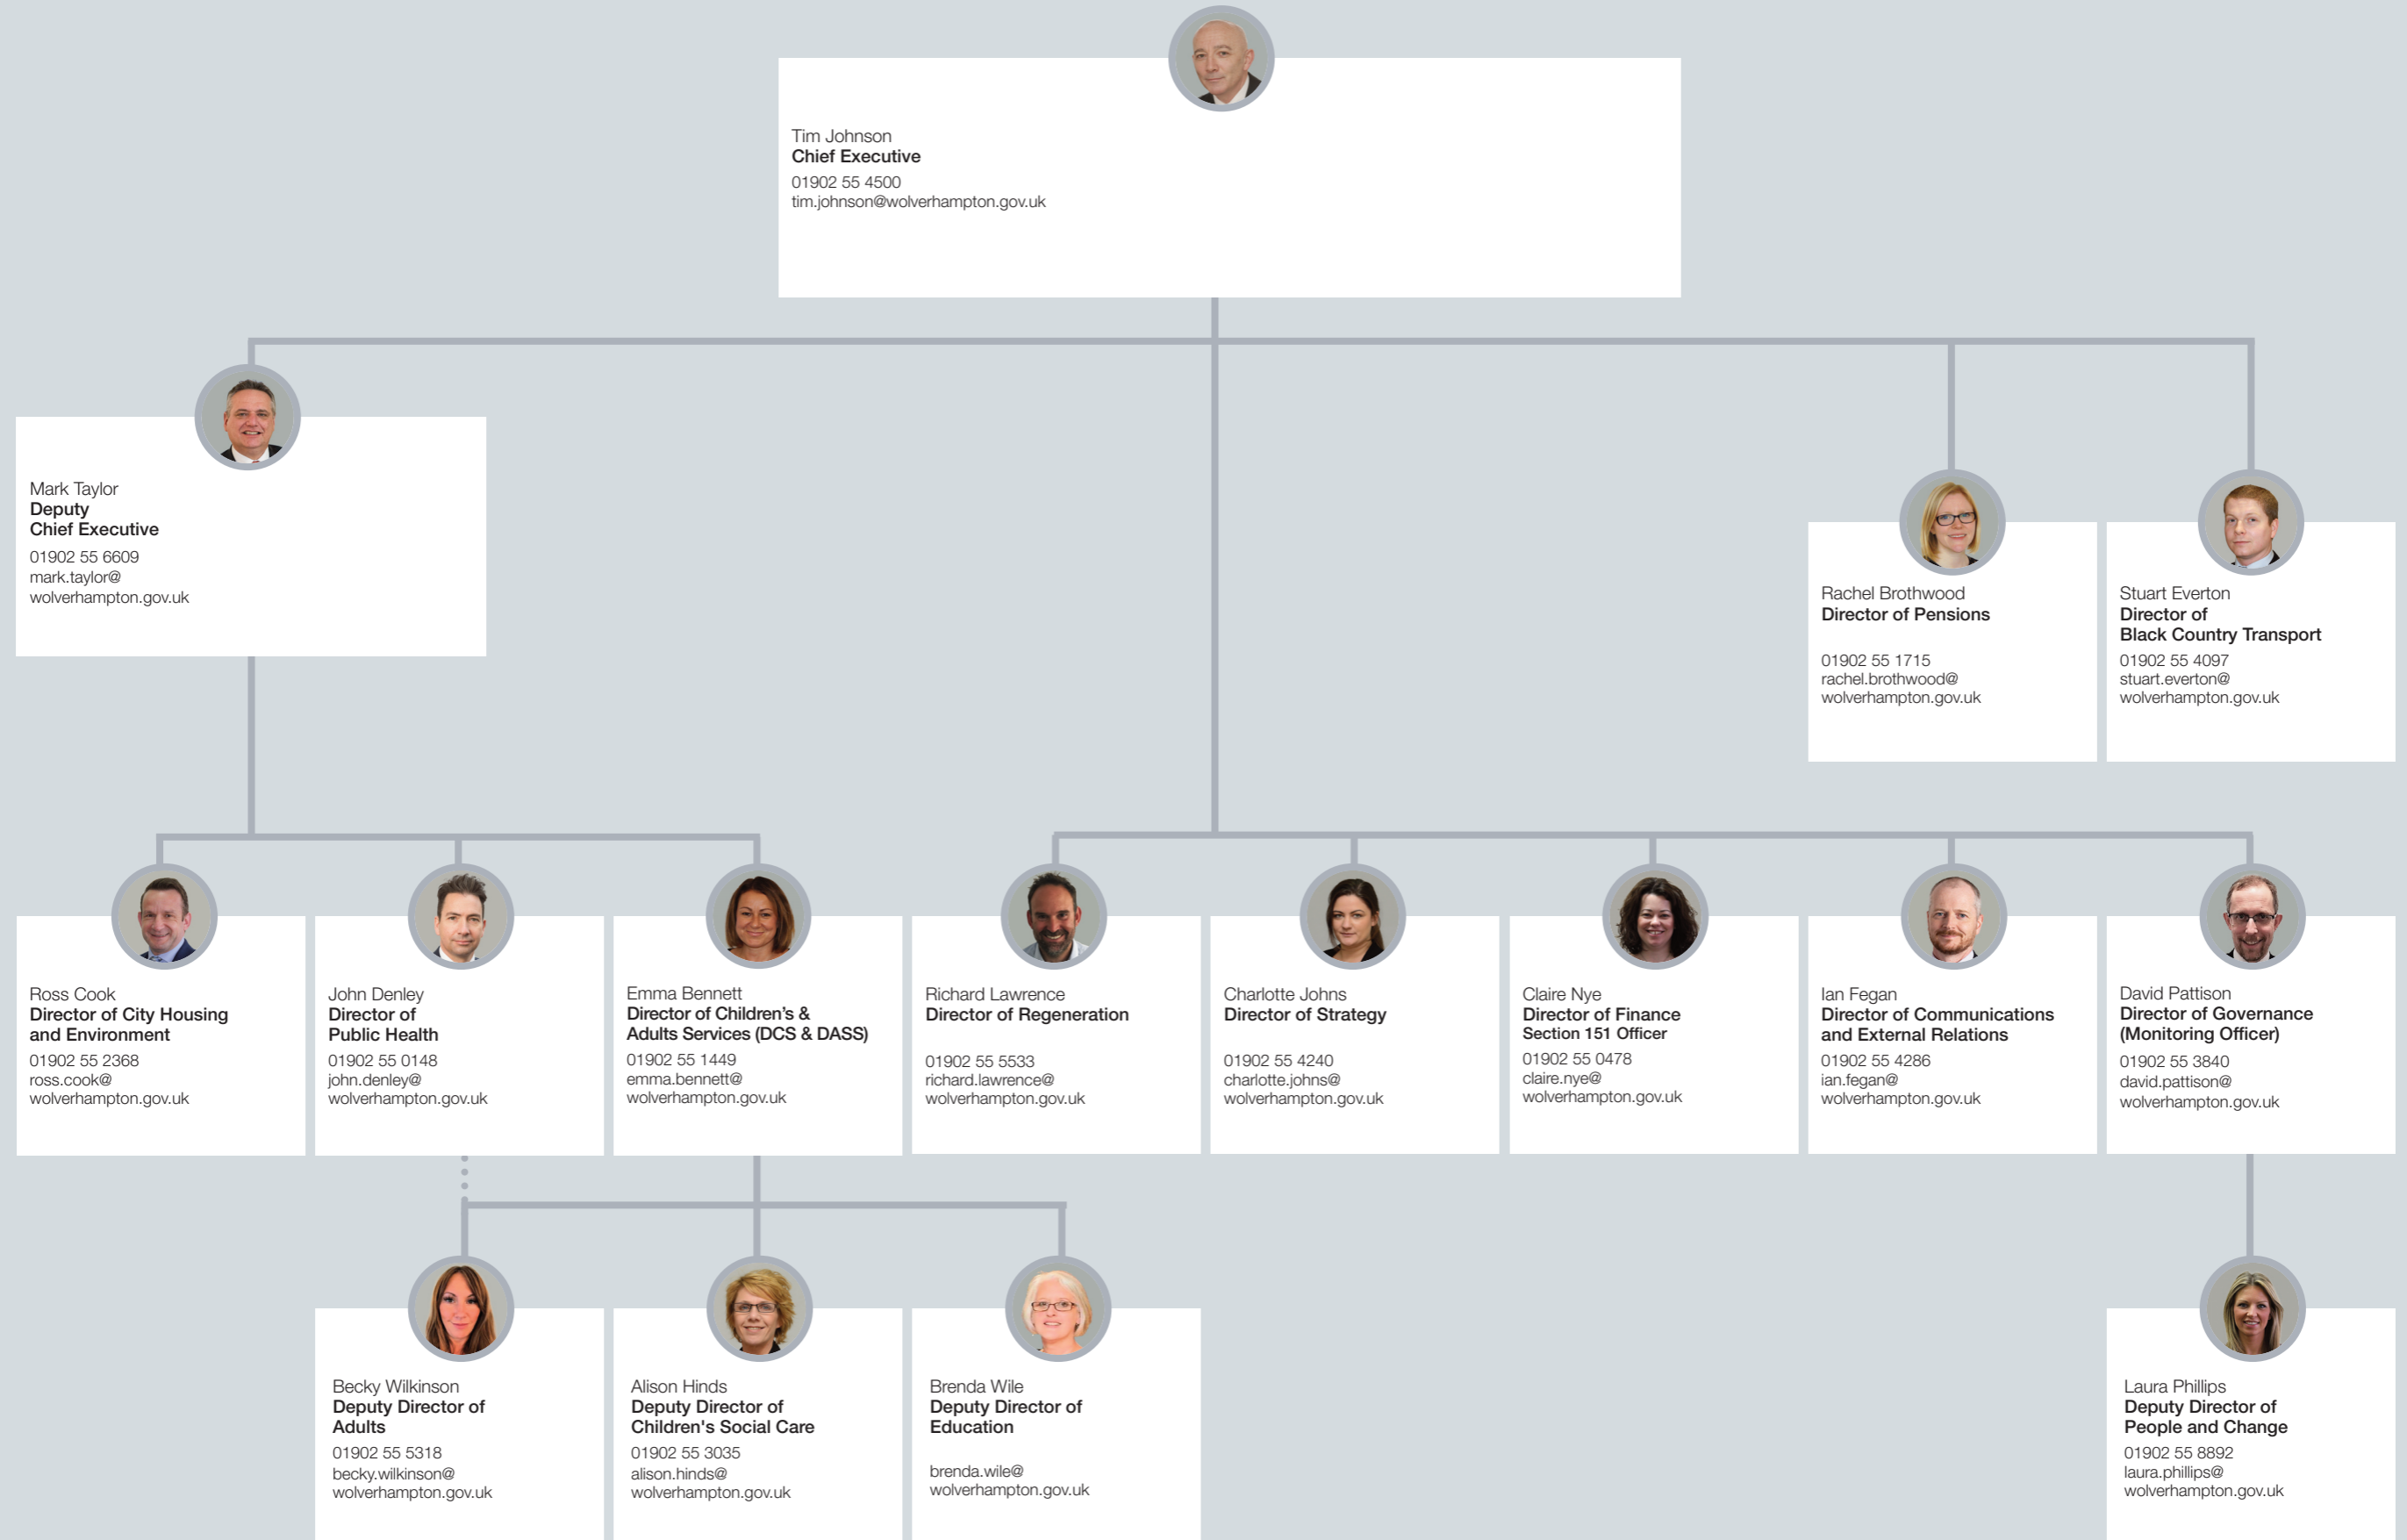 Tim Johnson
Chief Executive
01902 55 4500
tim.johnson@wolverhampton.gov.uk
Mark Taylor
Deputy
Chief Executive
01902 55 6609
mark.taylor@
wolverhampton.gov.uk
Rachel Brothwood
Director of Pensions
01902 55 1715
rachel.brothwood@
wolverhampton.gov.uk
Stuart Everton
Director of
Black Country Transport
01902 55 4097
stuart.everton@
wolverhampton.gov.uk
Ross Cook
Director of City Housing
and Environment
01902 55 2368
ross.cook@
wolverhampton.gov.uk
John Denley
Director of
Public Health
01902 55 0148
john.denley@
wolverhampton.gov.uk
Emma Bennett
Director of Children’s &
Adults Services (DCS & DASS)
01902 55 1449
emma.bennett@
wolverhampton.gov.uk
Richard Lawrence
Director of Regeneration
01902 55 5533
richard.lawrence@
wolverhampton.gov.uk
Charlotte Johns
Director of Strategy
01902 55 4240
charlotte.johns@
wolverhampton.gov.uk
Claire Nye
Director of Finance
Section 151 Officer
01902 55 0478
claire.nye@
wolverhampton.gov.uk
Ian Fegan
Director of Communications
and External Relations
01902 55 4286
ian.fegan@
wolverhampton.gov.uk
David Pattison
Director of Governance
(Monitoring Officer)
01902 55 3840
david.pattison@
wolverhampton.gov.uk
Becky Wilkinson
Deputy Director of
Adults
01902 55 5318
becky.wilkinson@
wolverhampton.gov.uk
Alison Hinds
Deputy Director of
Children's Social Care
01902 55 3035
alison.hinds@
wolverhampton.gov.uk
Brenda Wile
Deputy Director of
Education
brenda.wile@
wolverhampton.gov.uk
Laura Phillips
Deputy Director of
People and Change
01902 55 8892
laura.phillips@
wolverhampton.gov.uk